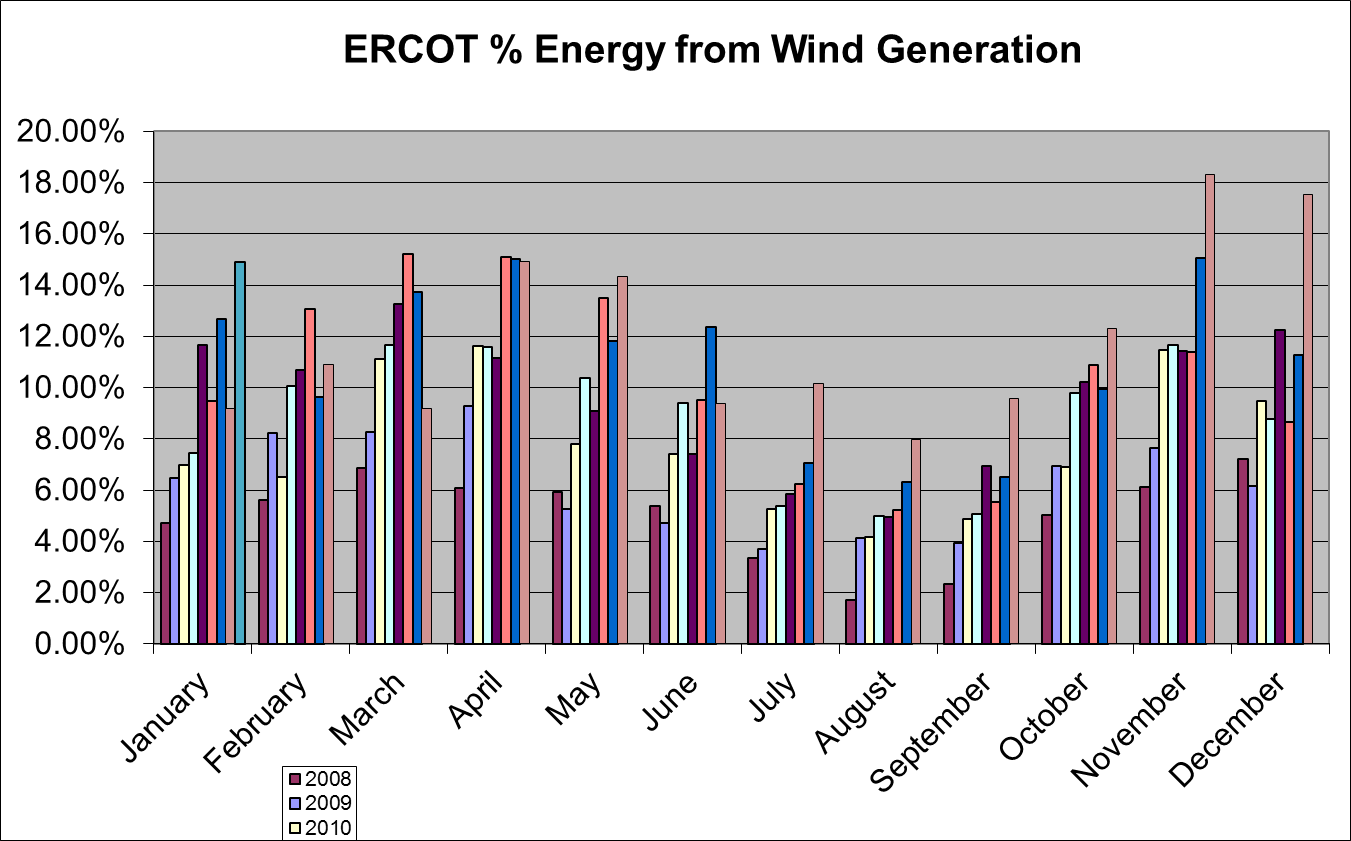 ERCOT % Energy from Wind Generation
20.00%
18.00%
16.00%
14.00%
12.00%
10.00%
8.00%
6.00%
4.00%
2.00%
0.00%
January
February
March
April
May
June
July
August
September
October
November
December
2008
2009
2010